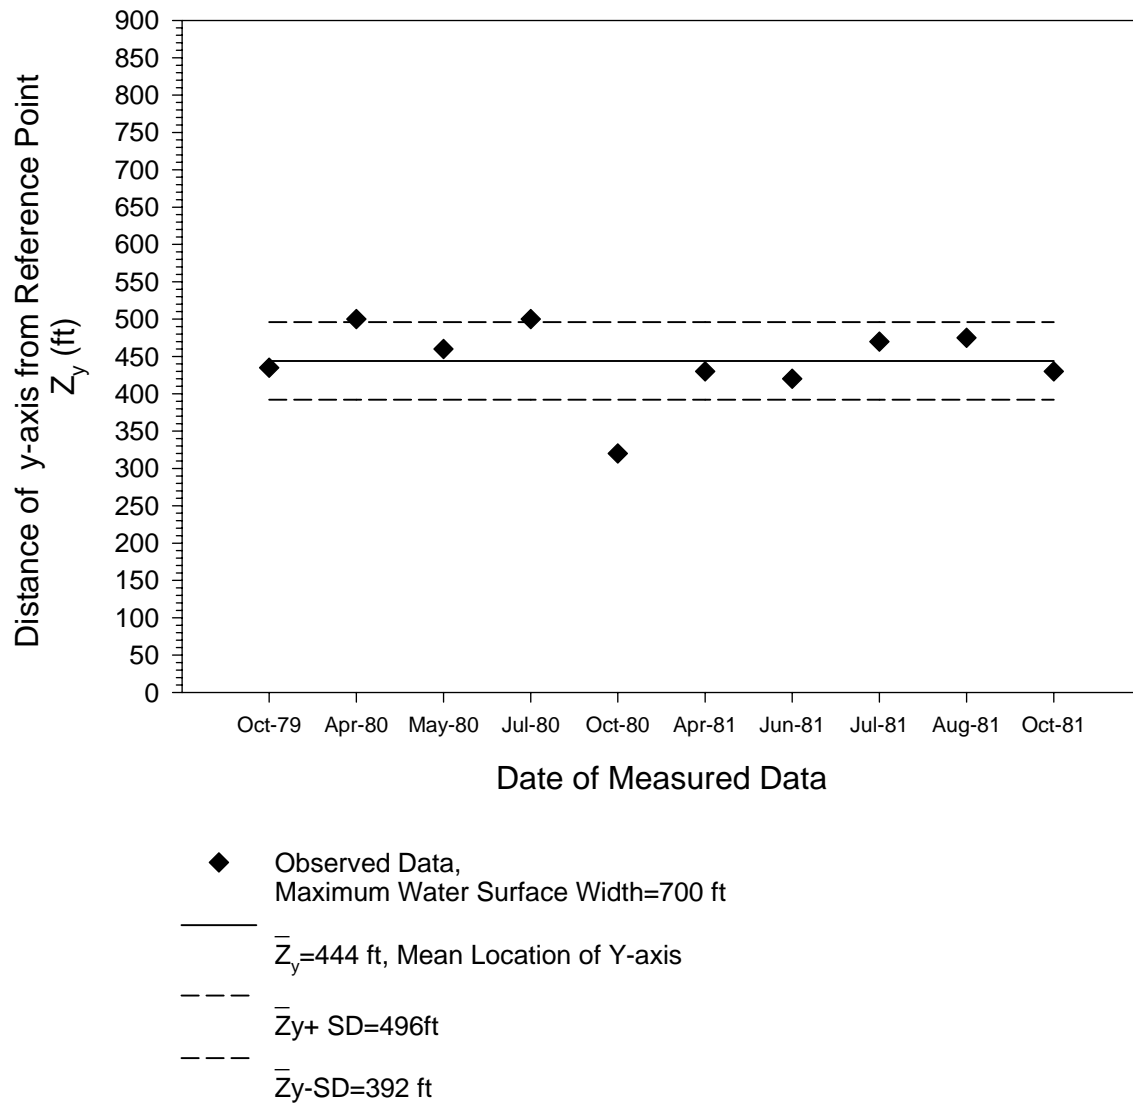 Distance of y-axis from Reference Point
Zy (ft)
900
850
800
750
700
650
600
550
500
450
400
350
300
250
200
150
100
50
0
Oct-79 Apr-80 May-80 Jul-80 Oct-80 Apr-81 Jun-81 Jul-81 Aug-81 Oct-81
Date of Measured Data
Observed Data,
Maximum Water Surface Width=700 ft
Z̅y=444 ft, Mean Location of Y-axis
Z̅y+ SD=496ft
Z̅y-SD=392 ft